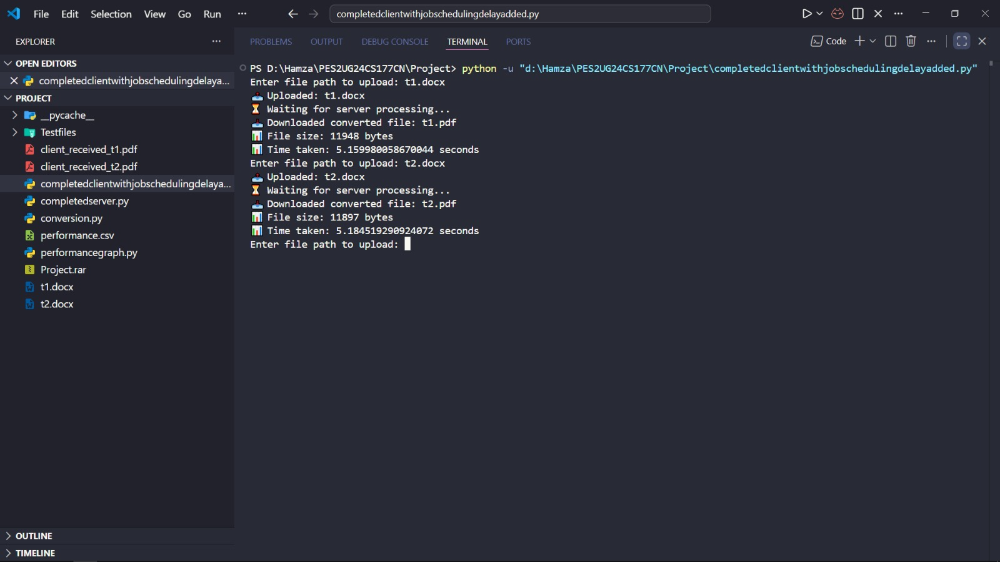 File Edit Selection View Go Run ...
completedclientwithjobschedulingdelayadded.py
EXPLORER
OPEN EDITORS
completedclientwithjobschedulingdelaya...
PROJECT
__pycache__
Testfiles
client_received_t1.pdf
client_received_t2.pdf
completedclientwithjobschedulingdelaya...
completedserver.py
conversion.py
performance.csv
performancegraph.py
Project.rar
t1.docx
t2.docx
OUTLINE
TIMELINE
PROBLEMS OUTPUT DEBUG CONSOLE TERMINAL PORTS
Code
PS D:\Hamza\PES2UG24CS177CN\Project> python -u "d:\Hamza\PES2UG24CS177CN\Project\completedclientwithjobschedulingdelayadded.py"
Enter file path to upload: t1.docx
📤 Uploaded: t1.docx
⏳ Waiting for server processing...
📥 Downloaded converted file: t1.pdf
📊 File size: 11948 bytes
📊 Time taken: 5.159980058670044 seconds
Enter file path to upload: t2.docx
📤 Uploaded: t2.docx
⏳ Waiting for server processing...
📥 Downloaded converted file: t2.pdf
📊 File size: 11897 bytes
📊 Time taken: 5.184519290924072 seconds
Enter file path to upload: